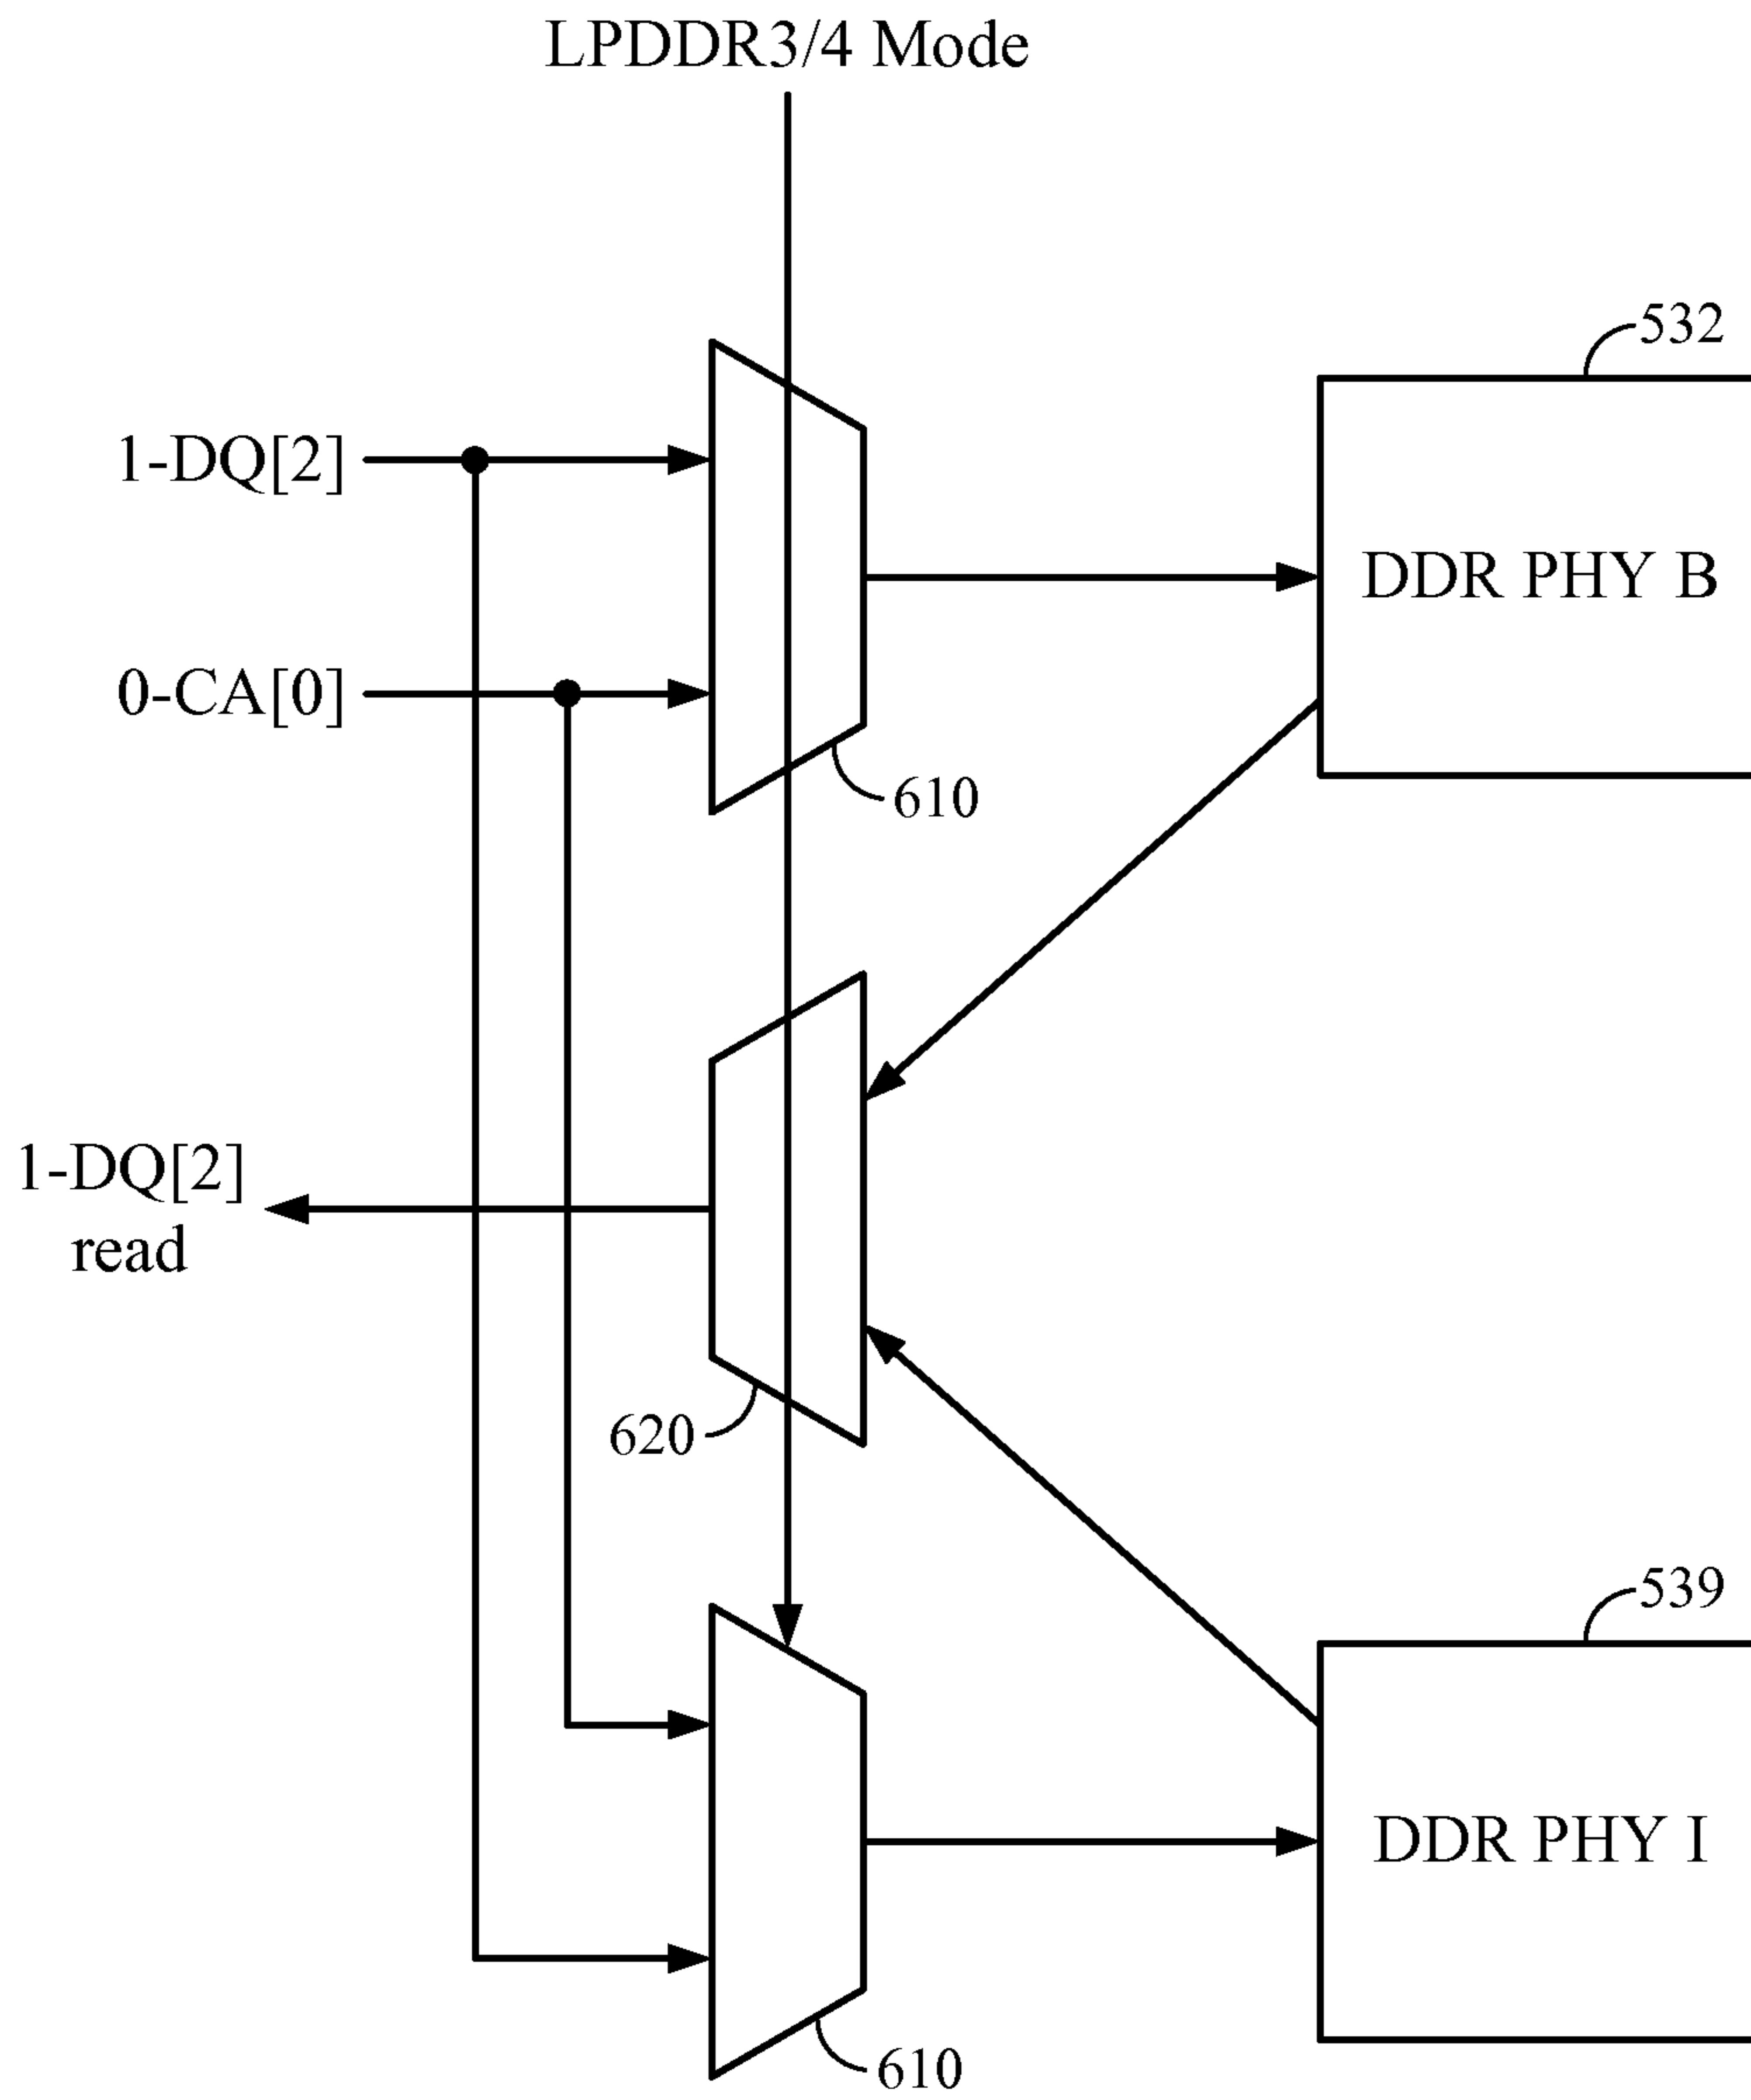 LPDDR3/4 Mode
532
1-DQ[2]
DDR PHY B
0-CA[0]
610
1-DQ[2]
read
620
539
DDR PHY I
610